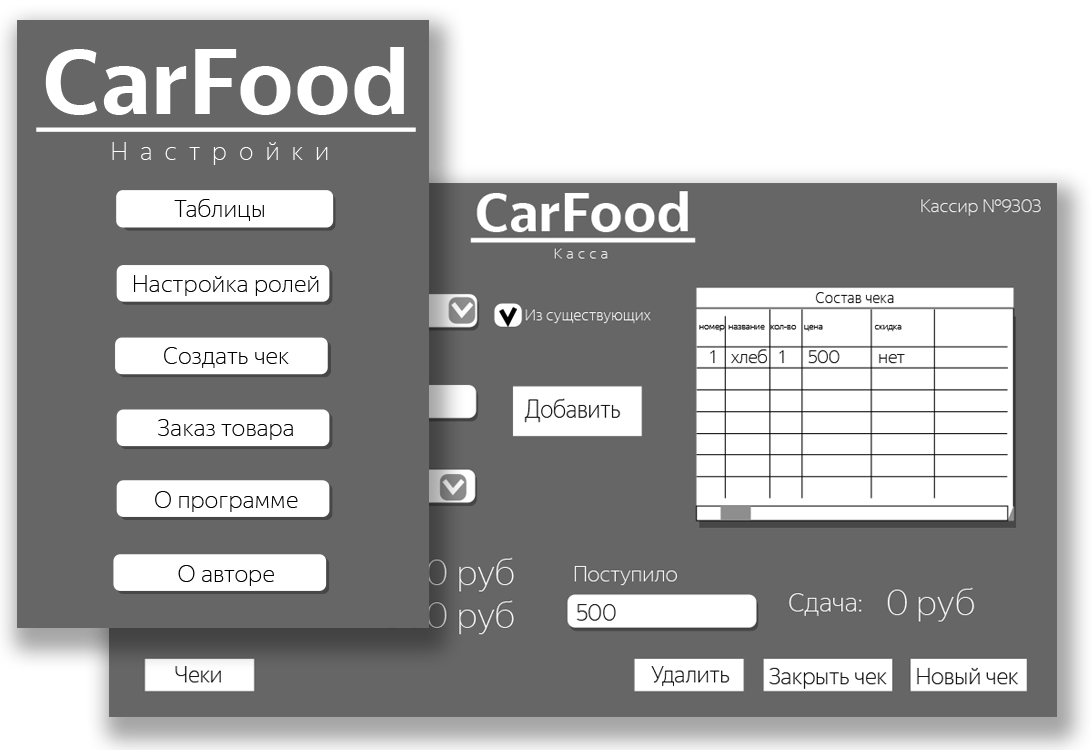 CarFood
Настройки
Таблицы
Настройка ролей
Создать чек
Заказ товара
О программе
О авторе
CarFood
Касса
Кассир №9303
Из существующих
Добавить
Состав чека
номер название кол-во цена скидка
1 хлеб 1 500 нет
0 руб
0 руб
Поступило
500
Сдача: 0 руб
Чеки
Удалить
Закрыть чек
Новый чек